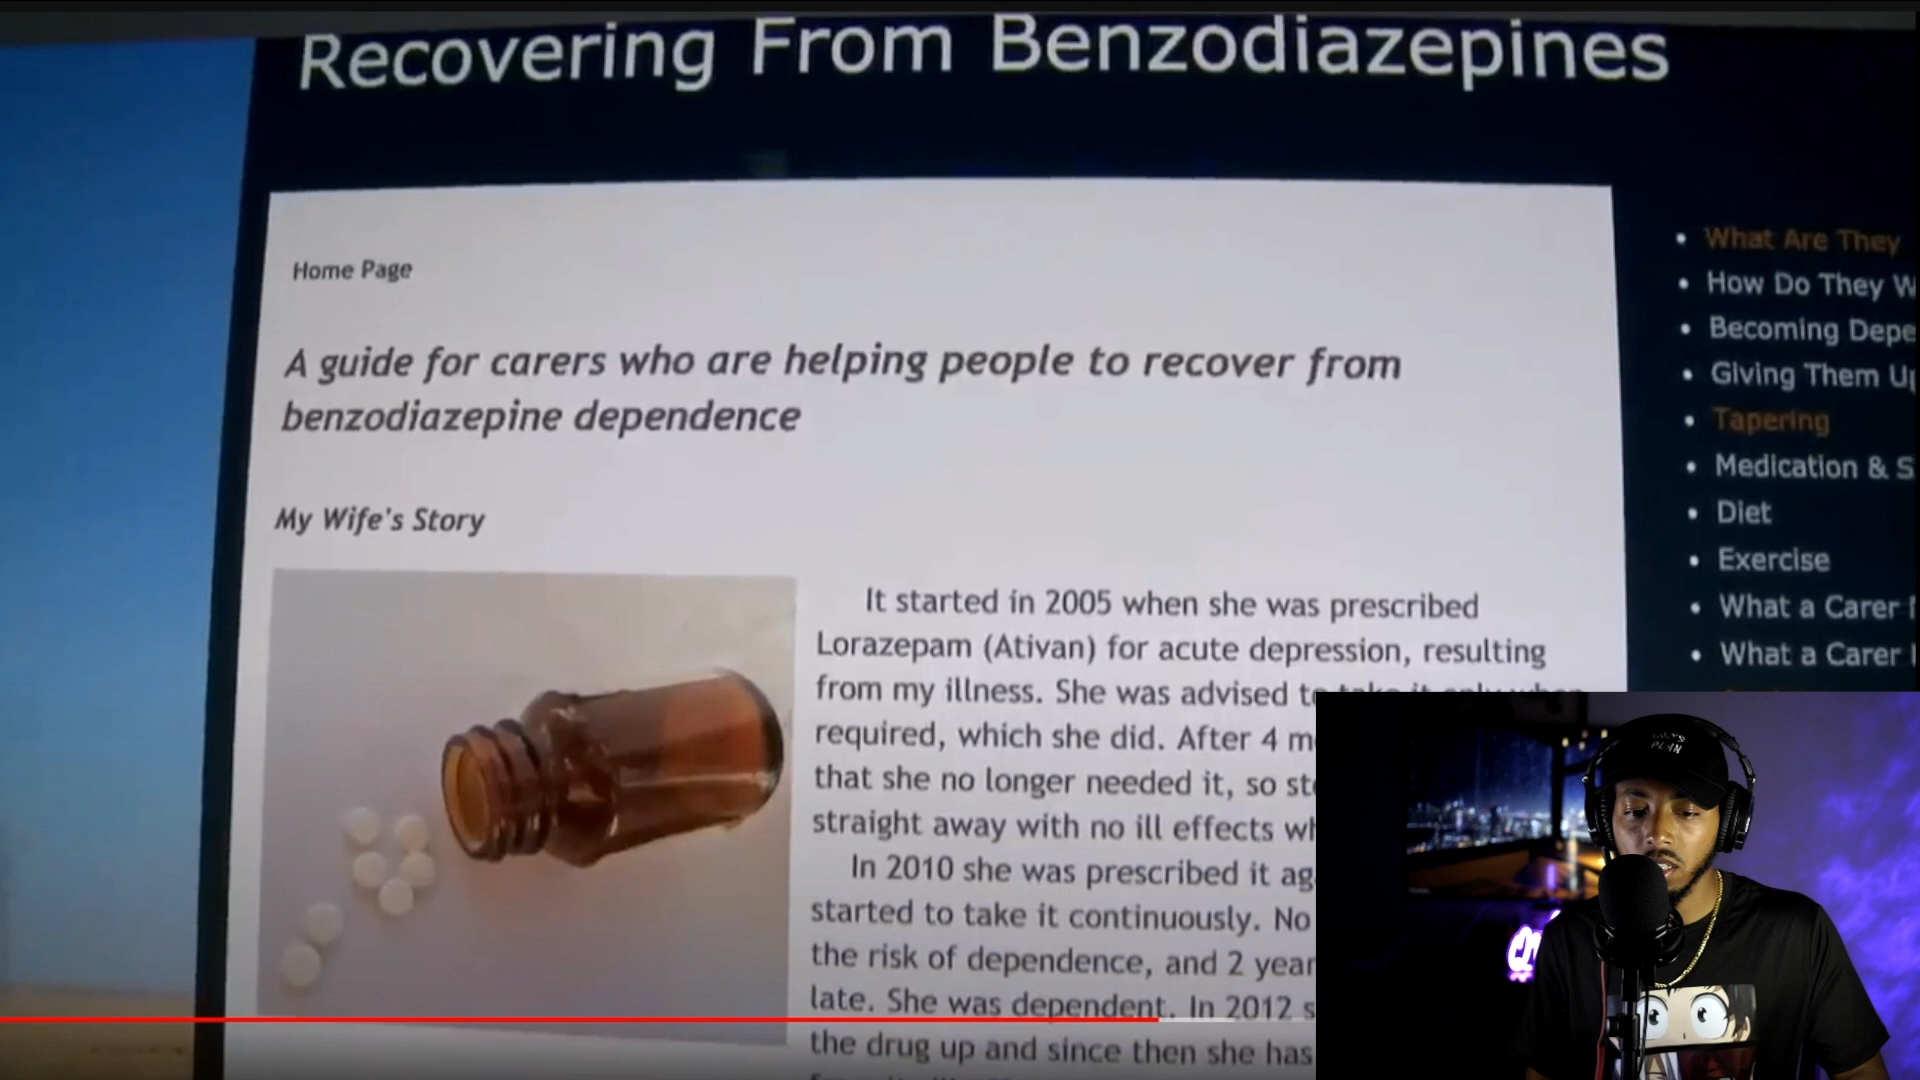 Recovering From Benzodiazepines
Home Page
A guide for carers who are helping people to recover from
benzodiazepine dependence
My Wife's Story
It started in 2005 when she was prescribed
Lorazepam (Ativan) for acute depression, resulting
from my illness. She was advised to take it only when
required, which she did. After 4
that she no longer needed it, so
straight away with no ill effects
In 2010 she was prescribed it
started to take it continuously. No
the risk of dependence, and 2
late. She was dependent. In 2012
the drug up and since then she has
What Are They
How Do They
Becoming
Giving Them
Tapering
Medication &
Diet
Exercise
What a Carer
What a Carer